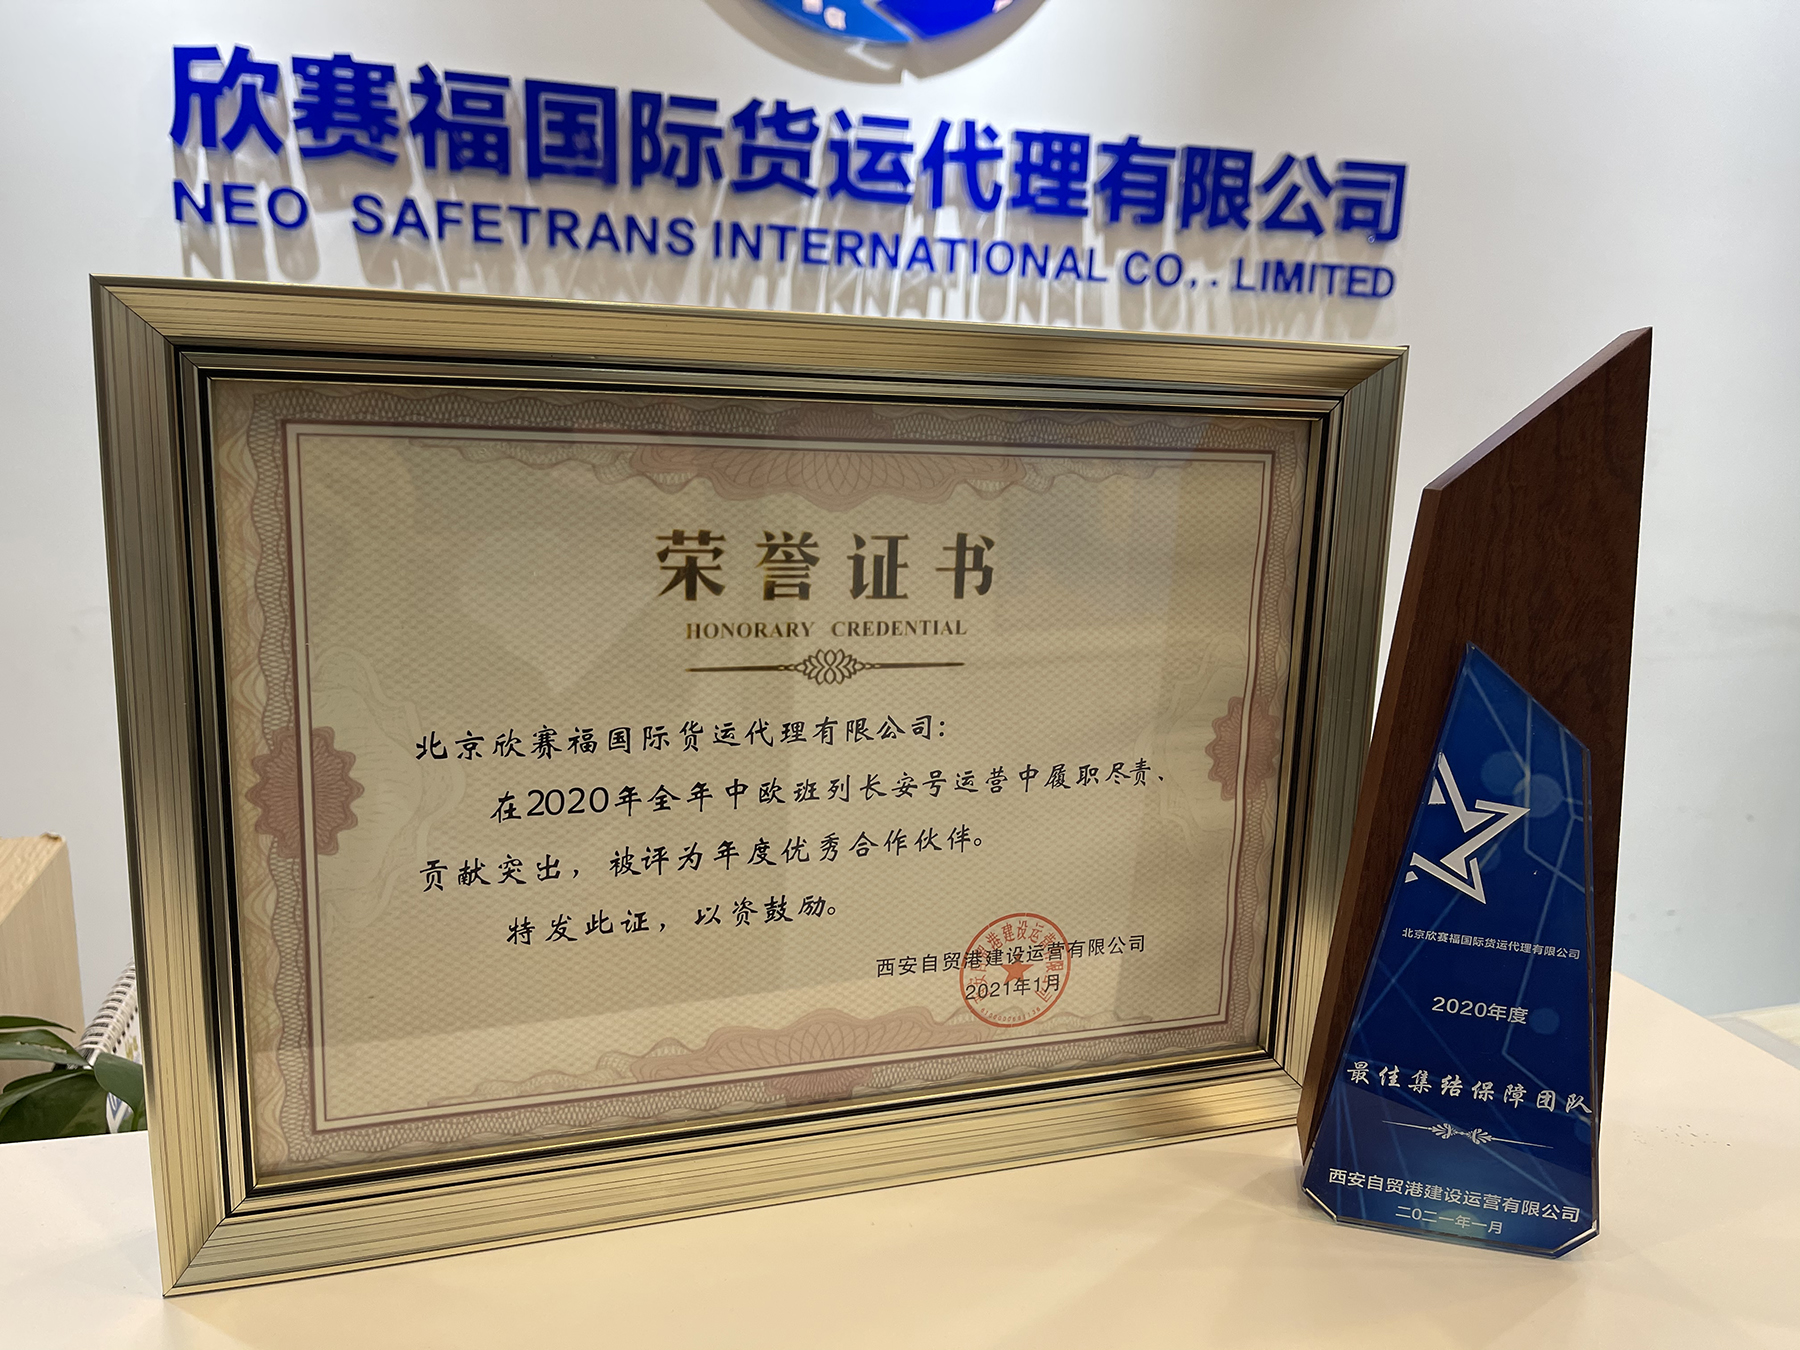 欣赛福国际货运代理有限公司
NEO SAFETRANS INTERNATIONAL CO,. LIMITED
荣誉证书
HONORARY CREDENTIAL
北京欣赛福国际货运代理有限公司：
在2020年全年中欧班列长安号运营中履职尽责、
贡献突出，被评为年度优秀合作伙伴。
特发此证，以资鼓励。
西安自贸港建设运营有限公司
2021年1月
北京欣赛福国际货运代理有限公司
2020年度
最佳集结保障团队
西安自贸港建设运营有限公司
二〇二一年一月